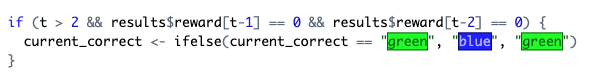 if (t > 2 && results$reward[t-1] == 0 && results$reward[t-2] == 0) {
  current_correct <- ifelse(current_correct == "green", "blue", "green")
}